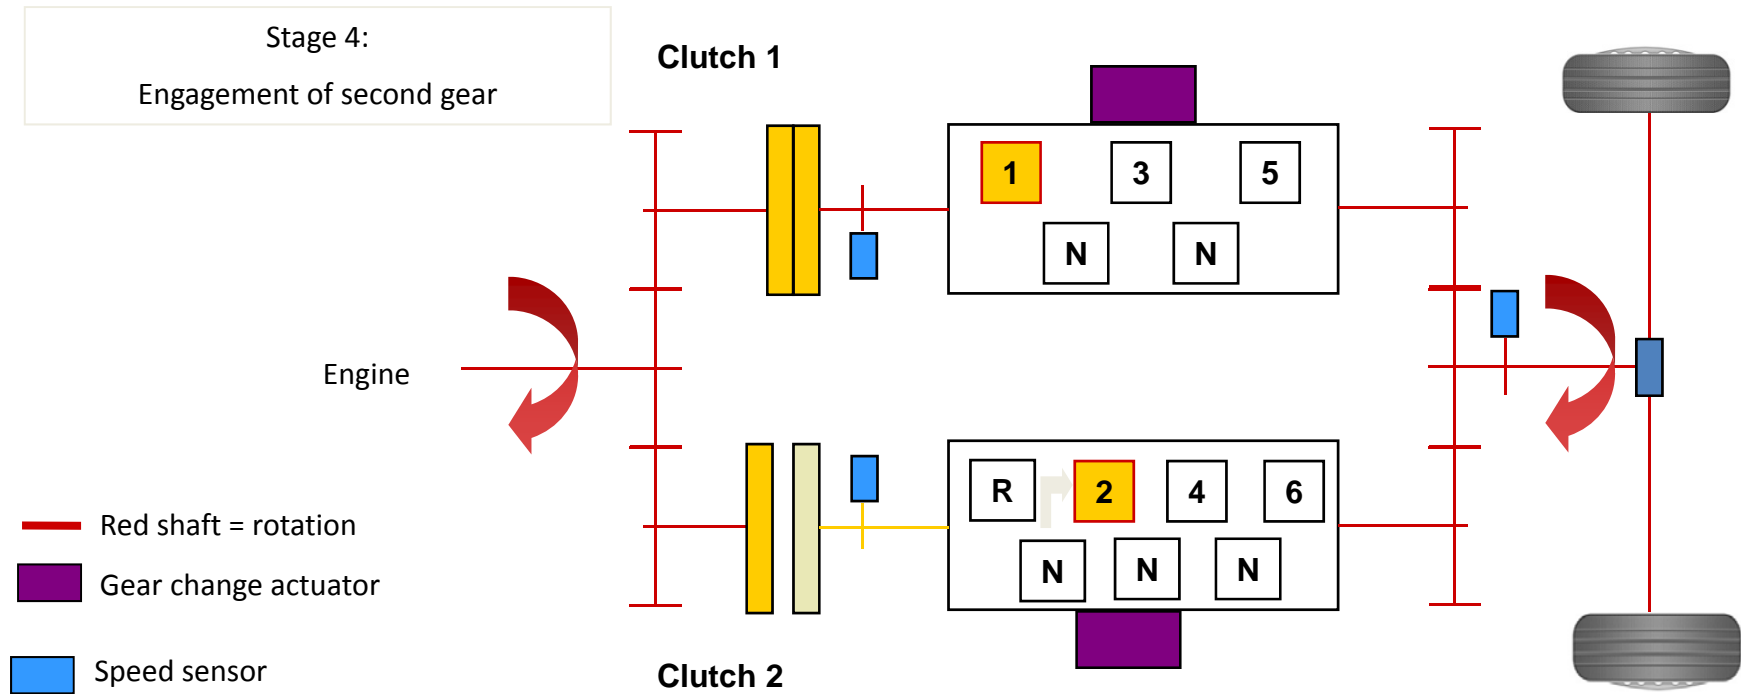 Stage 4:
Engagement of second gear
Clutch 1
1
3
5
N
N
Engine
R
2
4
6
N
N
N
Red shaft = rotation
Gear change actuator
Speed sensor
Clutch 2